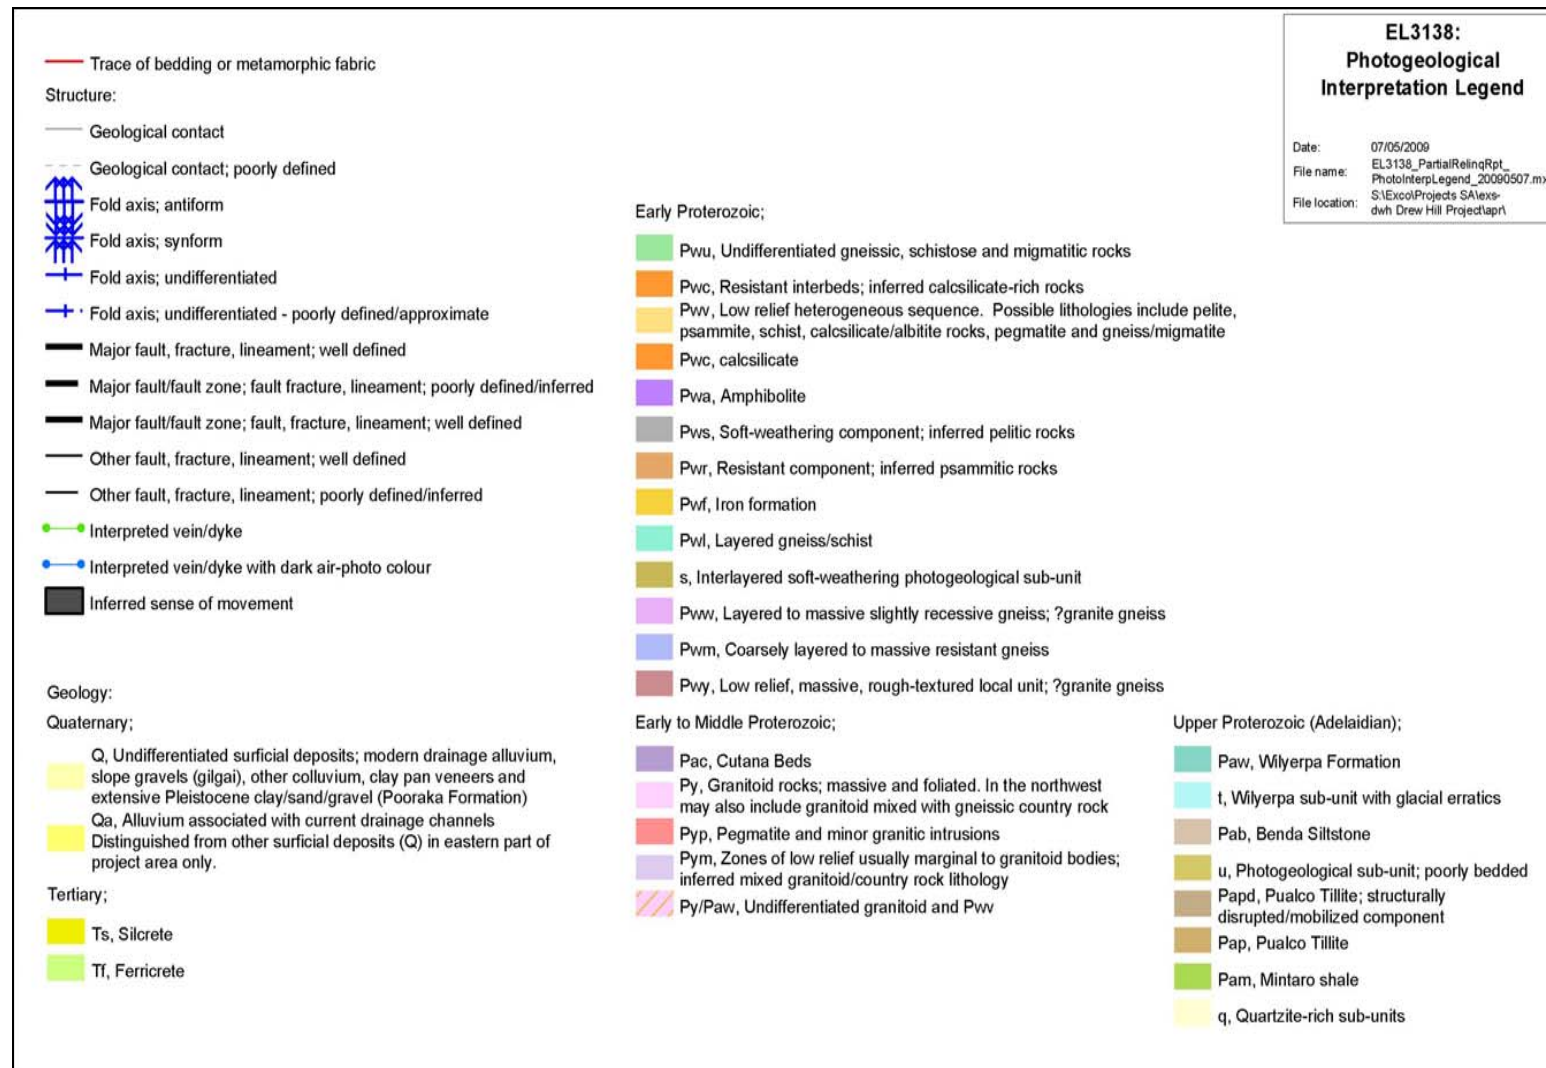 EL3138:
Photogeological
Interpretation Legend
Date: 07/05/2009
File name: EL3138_PartialRelinqRpt_
PhotoInterpLegend_20090507.mx
File location: S:\Exco\Projects SA\exs-
dwh Drew Hill Project\apr\
Trace of bedding or metamorphic fabric
Structure:
Geological contact
Geological contact; poorly defined
Fold axis; antiform
Fold axis; synform
Fold axis; undifferentiated
Fold axis; undifferentiated - poorly defined/approximate
Major fault, fracture, lineament; well defined
Major fault/fault zone; fault fracture, lineament; poorly defined/inferred
Major fault/fault zone; fault, fracture, lineament; well defined
Other fault, fracture, lineament; well defined
Other fault, fracture, lineament; poorly defined/inferred
Interpreted vein/dyke
Interpreted vein/dyke with dark air-photo colour
Inferred sense of movement
Geology:
Quaternary;
Q, Undifferentiated surficial deposits; modern drainage alluvium,
slope gravels (gilgai), other colluvium, clay pan veneers and
extensive Pleistocene clay/sand/gravel (Pooraka Formation)
Qa, Alluvium associated with current drainage channels
Distinguished from other surficial deposits (Q) in eastern part of
project area only.
Tertiary;
Ts, Silcrete
Tf, Ferricrete
Early Proterozoic;
Pwu, Undifferentiated gneissic, schistose and migmatitic rocks
Pwc, Resistant interbeds; inferred calcsilicate-rich rocks
Pwv, Low relief heterogeneous sequence. Possible lithologies include pelite,
psammite, schist, calcsilicate/albitite rocks, pegmatite and gneiss/migmatite
Pwc, calcsilicate
Pwa, Amphibolite
Pws, Soft-weathering component; inferred pelitic rocks
Pwr, Resistant component; inferred psammitic rocks
Pwf, Iron formation
Pwl, Layered gneiss/schist
s, Interlayered soft-weathering photogeological sub-unit
Pww, Layered to massive slightly recessive gneiss; ?granite gneiss
Pwm, Coarsely layered to massive resistant gneiss
Pwy, Low relief, massive, rough-textured local unit; ?granite gneiss
Early to Middle Proterozoic;
Pac, Cutana Beds
Py, Granitoid rocks; massive and foliated. In the northwest
may also include granitoid mixed with gneissic country rock
Pyp, Pegmatite and minor granitic intrusions
Pym, Zones of low relief usually marginal to granitoid bodies;
inferred mixed granitoid/country rock lithology
Py/Paw, Undifferentiated granitoid and Pwv
Upper Proterozoic (Adelaidian);
Paw, Wilyerpa Formation
t, Wilyerpa sub-unit with glacial erratics
Pab, Benda Siltstone
u, Photogeological sub-unit; poorly bedded
Papd, Pualco Tillite; structurally
disrupted/mobilized component
Pap, Pualco Tillite
Pam, Mintaro shale
q, Quartzite-rich sub-units